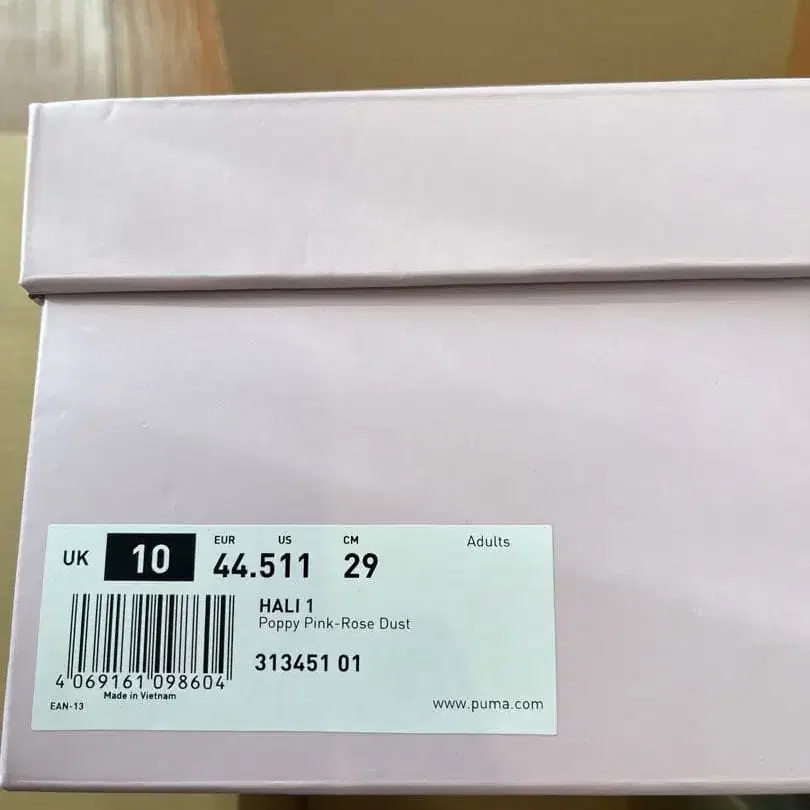 EUR US CM Adults
UK 10 44.5 11 29
HALI 1
Poppy Pink-Rose Dust
313451 01
4 069161 098604
Made in Vietnam
EAN-13
www.puma.com